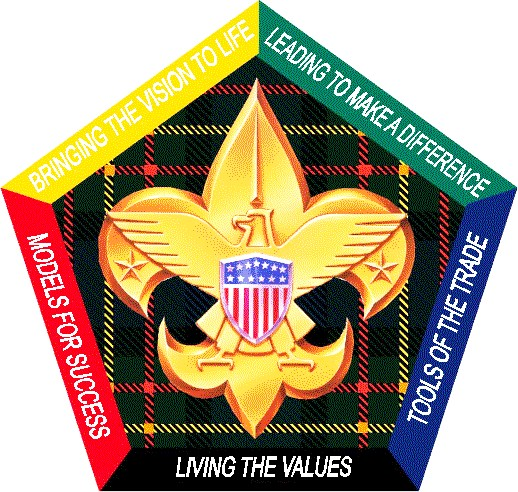 BRINGING THE VISION TO LIFE
LEADING TO MAKE A DIFFERENCE
MODELS FOR SUCCESS
TOOLS OF THE TRADE
LIVING THE VALUES